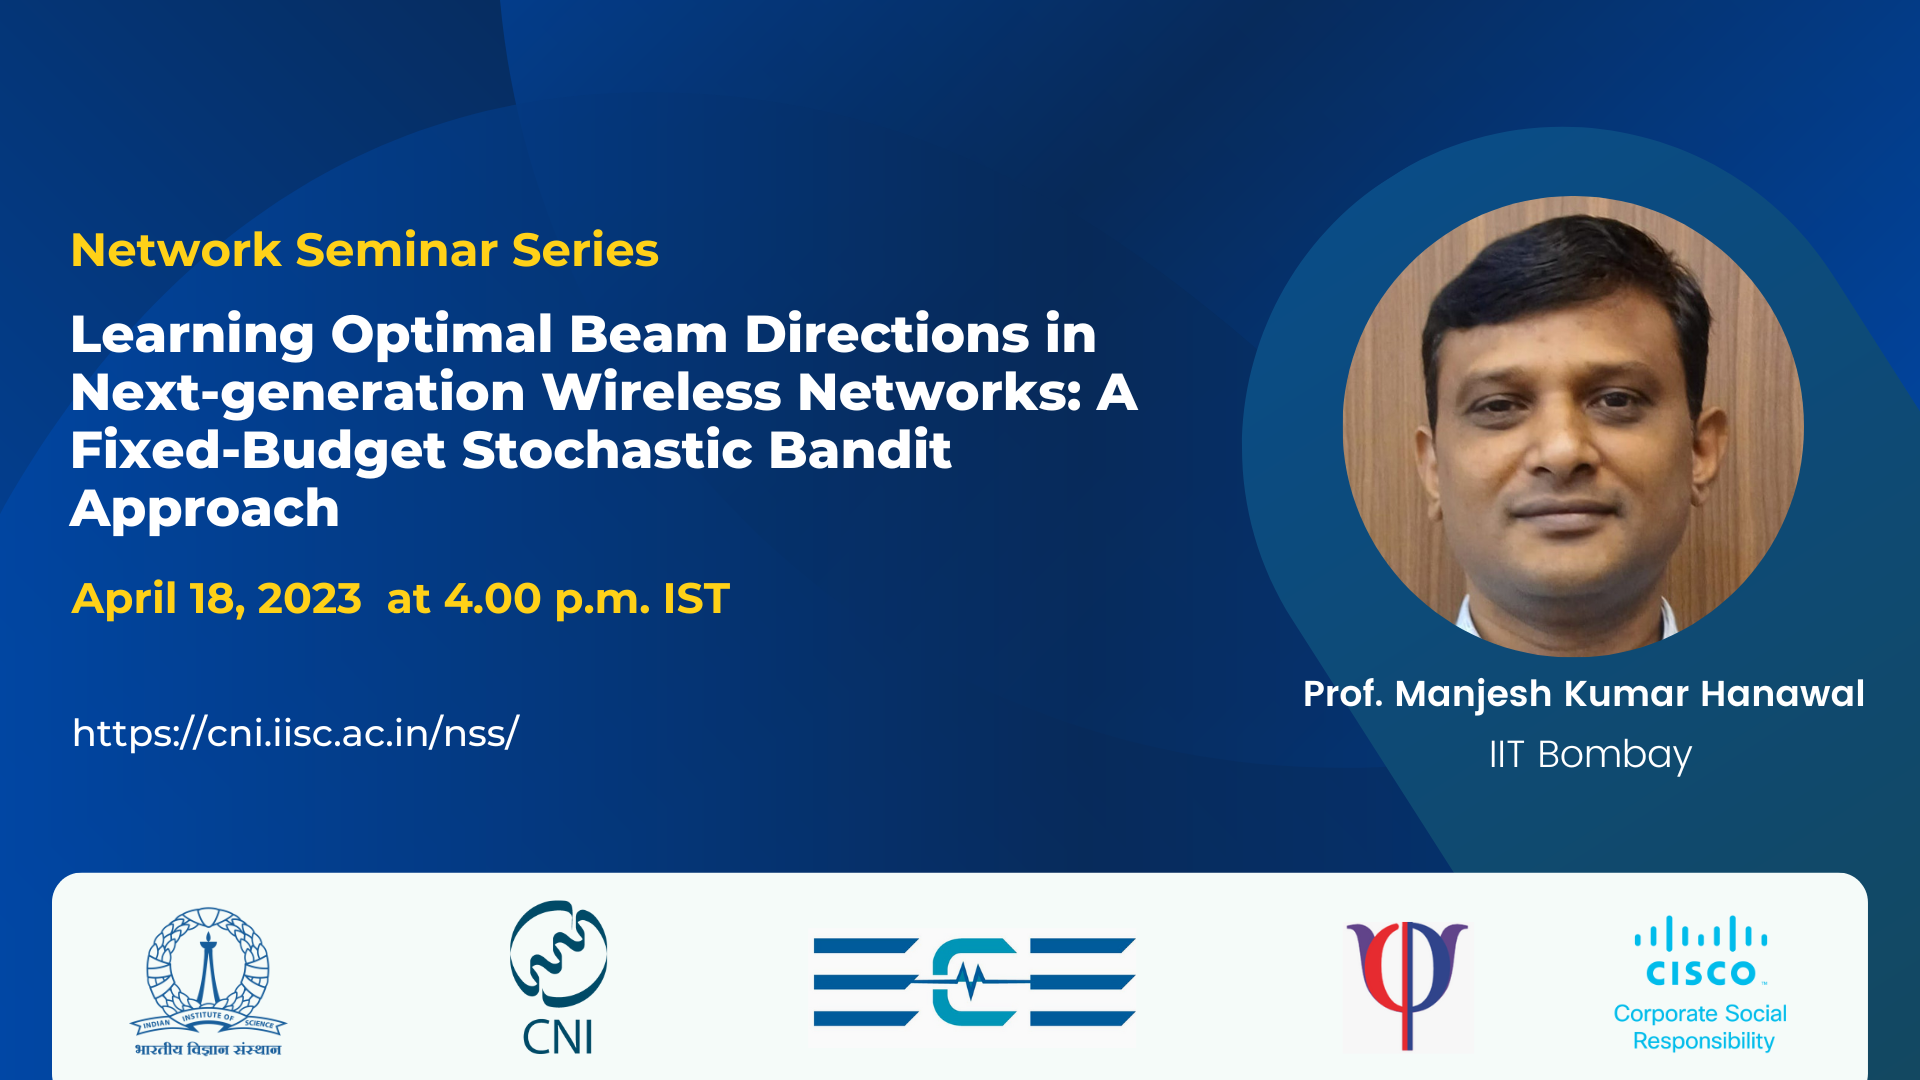 Network Seminar Series
Learning Optimal Beam Directions in
Next-generation Wireless Networks: A
Fixed-Budget Stochastic Bandit
Approach
April 18, 2023 at 4.00 p.m. IST
https://cni.iisc.ac.in/nss/
Prof. Manjesh Kumar Hanawal
IIT Bombay
INDIAN INSTITUTE OF SCIENCE
भारतीय विज्ञान संस्थान
CNI
ECE
CISCO
Corporate Social
Responsibility